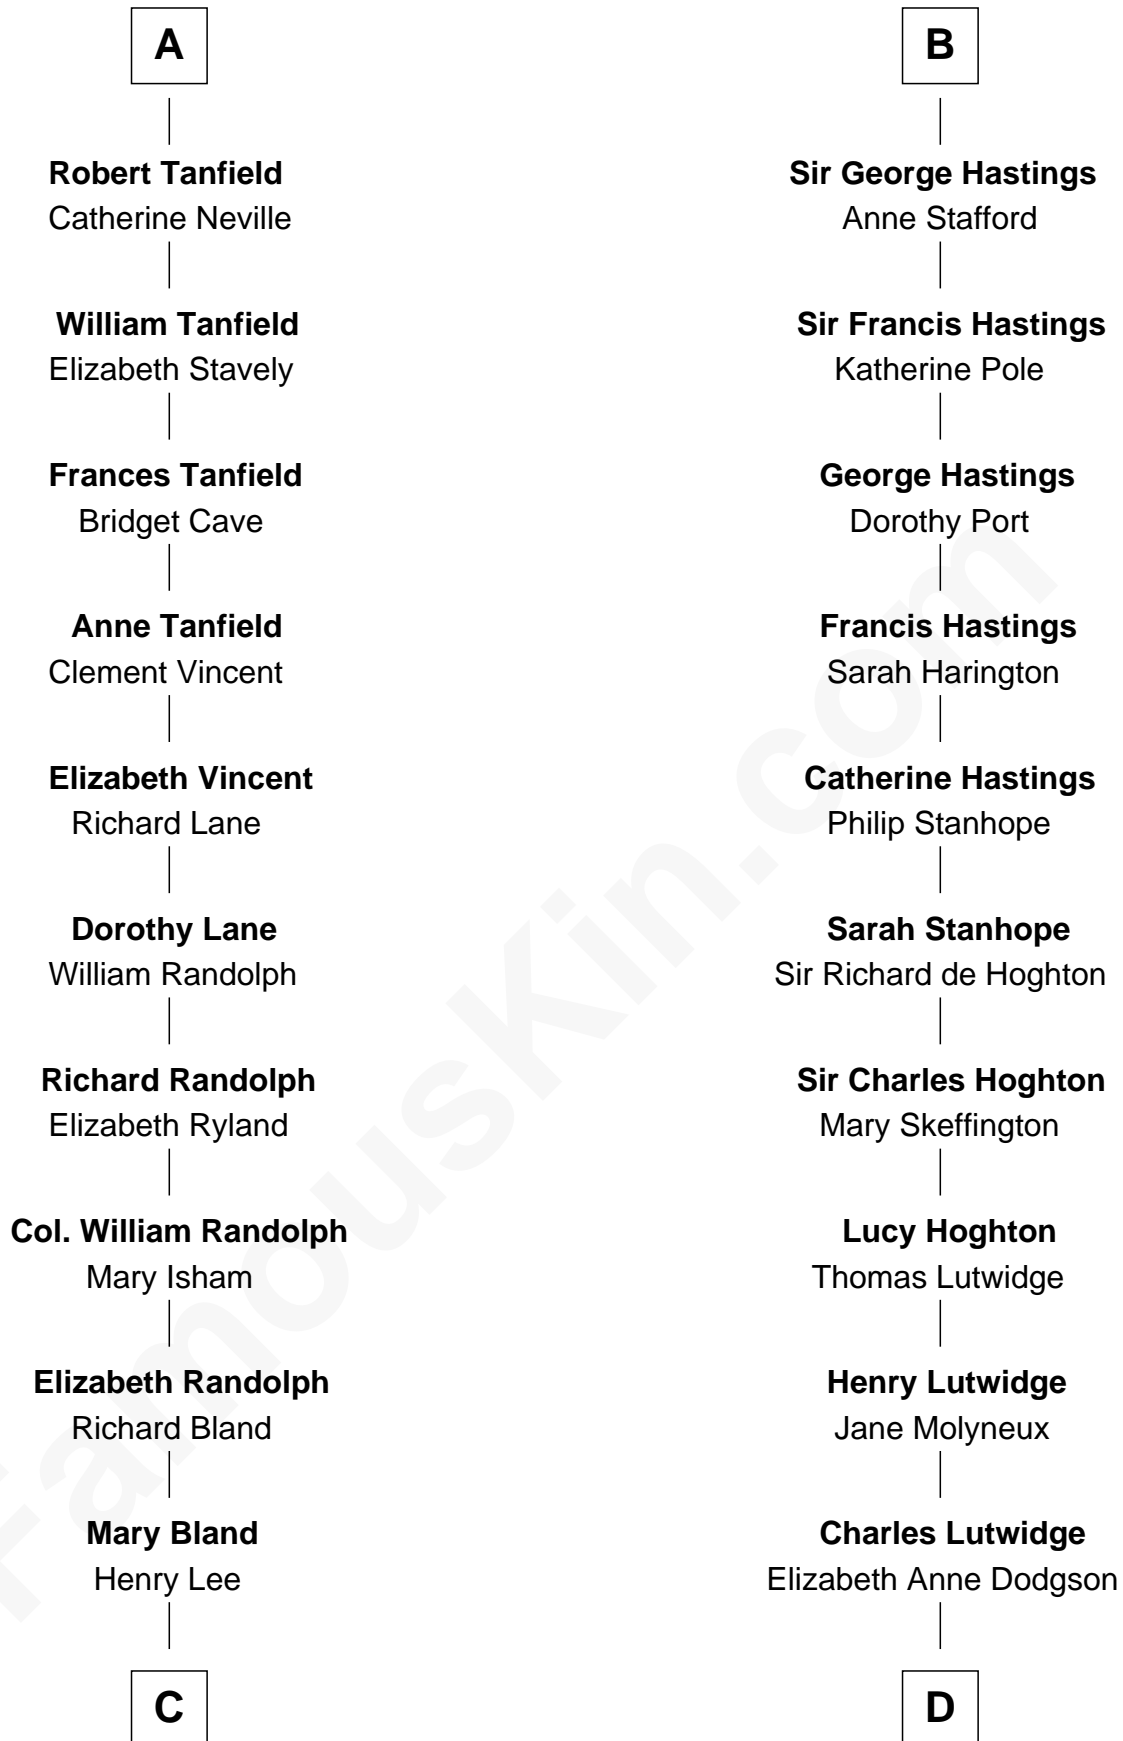 A
Robert Tanfield
Catherine Neville
William Tanfield
Elizabeth Stavely
Frances Tanfield
Bridget Cave
Anne Tanfield
Clement Vincent
Elizabeth Vincent
Richard Lane
Dorothy Lane
William Randolph
Richard Randolph
Elizabeth Ryland
Col. William Randolph
Mary Isham
Elizabeth Randolph
Richard Bland
Mary Bland
Henry Lee
C
B
Sir George Hastings
Anne Stafford
Sir Francis Hastings
Katherine Pole
George Hastings
Dorothy Port
Francis Hastings
Sarah Harington
Catherine Hastings
Philip Stanhope
Sarah Stanhope
Sir Richard de Hoghton
Sir Charles Hoghton
Mary Skeffington
Lucy Hoghton
Thomas Lutwidge
Henry Lutwidge
Jane Molyneux
Charles Lutwidge
Elizabeth Anne Dodgson
D
FamousKin.com